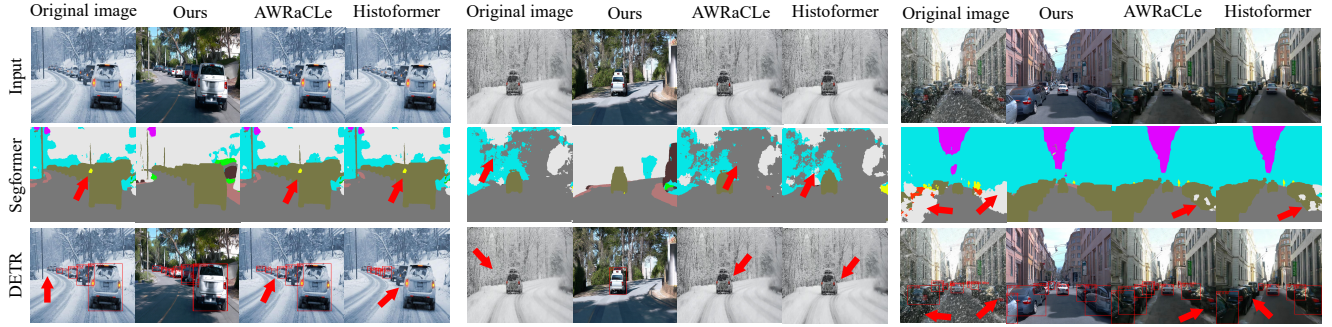 Original image Ours AWRaCLe Histoformer Original image Ours AWRaCLe Histoformer Original image Ours AWRaCLe Histoformer
Input
Segformer
DETR